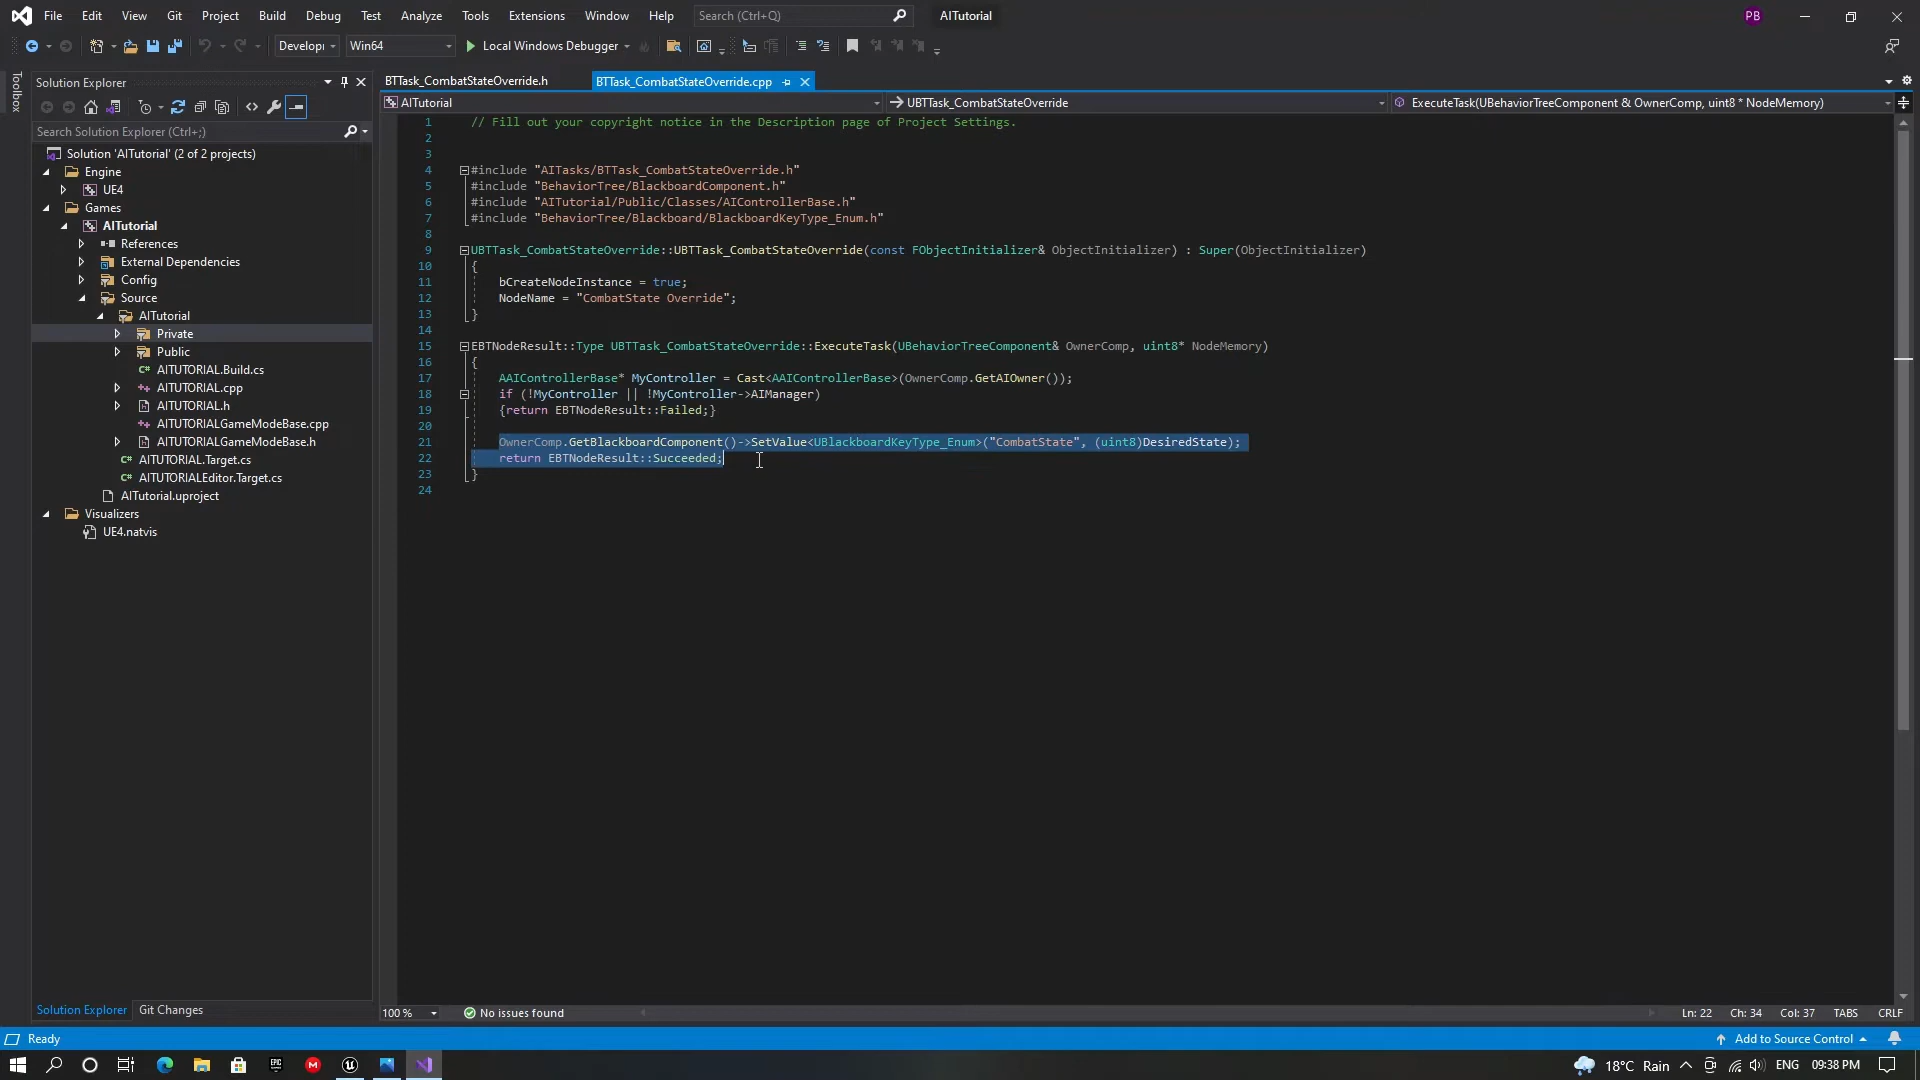 File Edit View Git Project Build Debug Test Analyze Tools Extensions Window Help Search (Ctrl+Q) AITutorial PB
Developi Win64 Local Windows Debugger
Toolbox
Solution Explorer
Search Solution Explorer (Ctrl+;)
Solution 'AITutorial' (2 of 2 projects)
Engine
UE4
Games
AITutorial
References
External Dependencies
Config
Source
AITutorial
Private
Public
AITUTORIAL.Build.cs
AITUTORIAL.cpp
AITUTORIAL.h
AITUTORIALGameModeBase.cpp
AITUTORIALGameModeBase.h
AITUTORIAL.Target.cs
AITUTORIALEditor.Target.cs
AITutorial.uproject
Visualizers
UE4.natvis
Solution Explorer Git Changes
BTTask_CombatStateOverride.h BTTask_CombatStateOverride.cpp
AITutorial UBTTask_CombatStateOverride ExecuteTask(UBehaviorTreeComponent & OwnerComp, uint8 * NodeMemory)
1 // Fill out your copyright notice in the Description page of Project Settings.
2
3
4 #include "AITasks/BTTask_CombatStateOverride.h"
5 #include "BehaviorTree/BlackboardComponent.h"
6 #include "AITutorial/Public/Classes/AIControllerBase.h"
7 #include "BehaviorTree/Blackboard/BlackboardKeyType_Enum.h"
8
9 UBTTask_CombatStateOverride::UBTTask_CombatStateOverride(const FObjectInitializer& ObjectInitializer) : Super(ObjectInitializer)
10 {
11 bCreateNodeInstance = true;
12 NodeName = "CombatState Override";
13 }
14
15 EBTNodeResult::Type UBTTask_CombatStateOverride::ExecuteTask(UBehaviorTreeComponent& OwnerComp, uint8* NodeMemory)
16 {
17 AAIControllerBase* MyController = Cast<AAIControllerBase>(OwnerComp.GetAIOwner());
18 if (!MyController || !MyController->AIManager)
19 {return EBTNodeResult::Failed;}
20
21 OwnerComp.GetBlackboardComponent()->SetValue<UBlackboardKeyType_Enum>("CombatState", (uint8)DesiredState);
22 return EBTNodeResult::Succeeded;
23 }
24
100 % No issues found Ln: 22 Ch: 34 Col: 37 TABS CRLF
Ready Add to Source Control
EPIC 18°C Rain ENG 09:38 PM